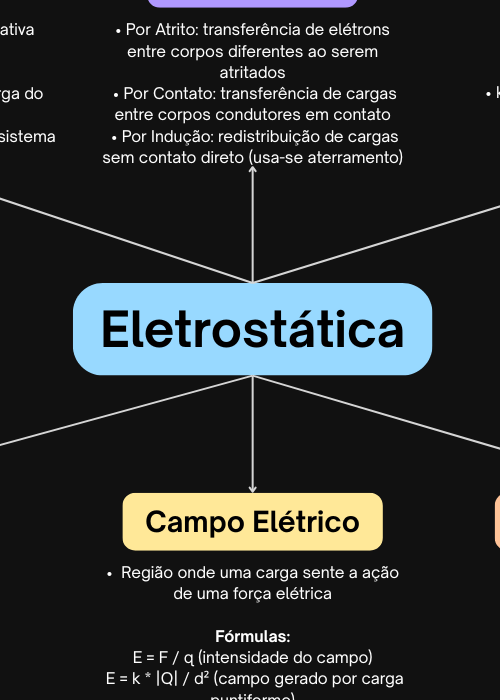 ativa
rga do
sistema
• Por Atrito: transferência de elétrons
entre corpos diferentes ao serem
atritados
• Por Contato: transferência de cargas
entre corpos condutores em contato
• Por Indução: redistribuição de cargas
sem contato direto (usa-se aterramento)
• k
Eletrostática
Campo Elétrico
• Região onde uma carga sente a ação
de uma força elétrica
Fórmulas:
E = F / q (intensidade do campo)
E = k * |Q| / d² (campo gerado por carga
puntiforme)